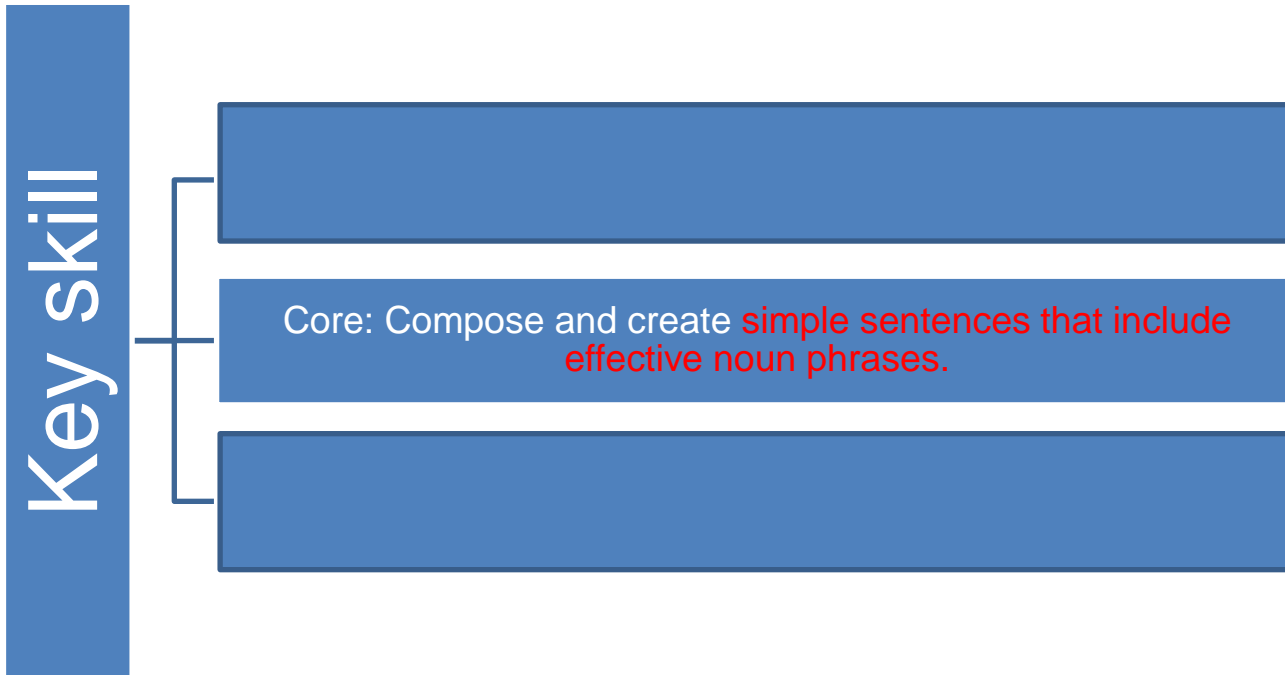 Key skill
Core: Compose and create simple sentences that include
effective noun phrases.